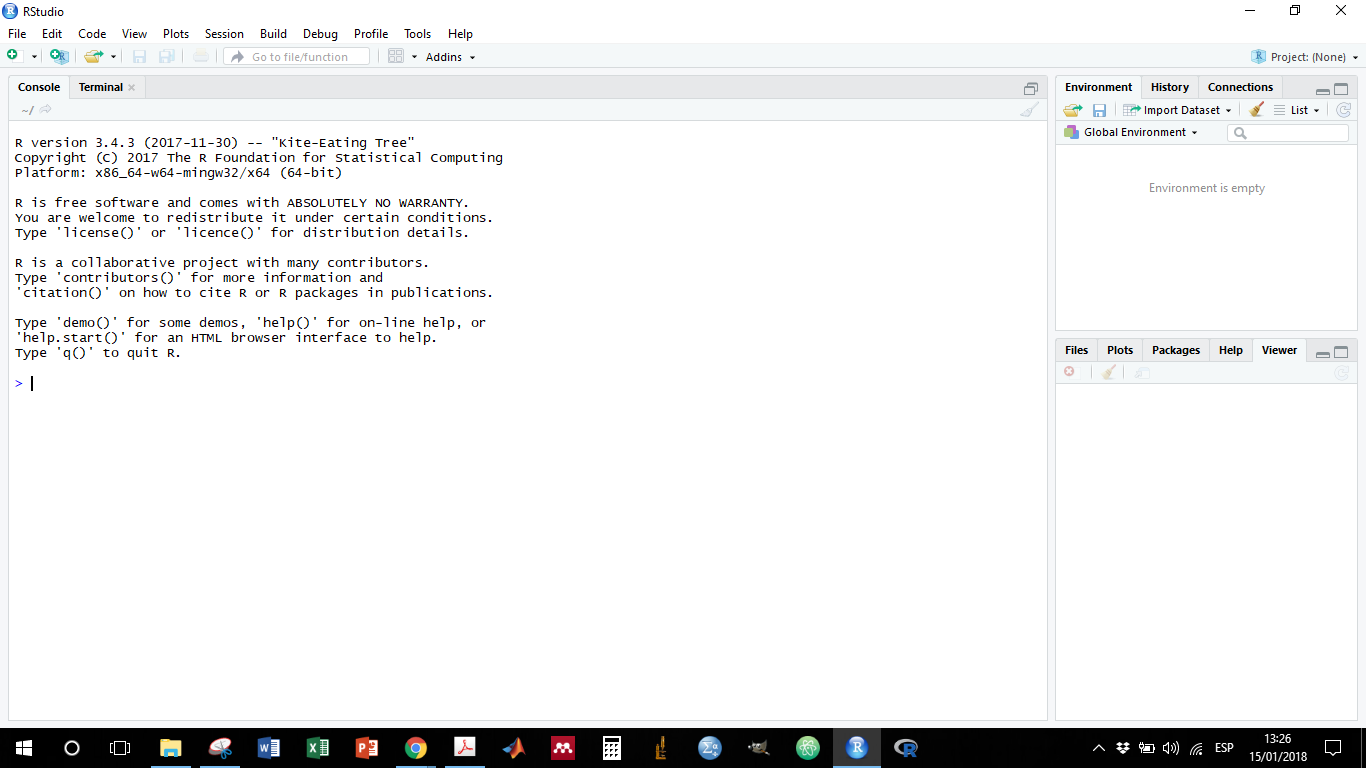 RStudio
File Edit Code View Plots Session Build Debug Profile Tools Help
Go to file/function Addins Project: (None)
Console Terminal
~/
R version 3.4.3 (2017-11-30) -- "Kite-Eating Tree"
Copyright (C) 2017 The R Foundation for Statistical Computing
Platform: x86_64-w64-mingw32/x64 (64-bit)
R is free software and comes with ABSOLUTELY NO WARRANTY.
You are welcome to redistribute it under certain conditions.
Type 'license()' or 'licence()' for distribution details.
R is a collaborative project with many contributors.
Type 'contributors()' for more information and
'citation()' on how to cite R or R packages in publications.
Type 'demo()' for some demos, 'help()' for on-line help, or
'help.start()' for an HTML browser interface to help.
Type 'q()' to quit R.
>
Environment History Connections
Import Dataset List
Global Environment
Environment is empty
Files Plots Packages Help Viewer
ESP
13:26
15/01/2018